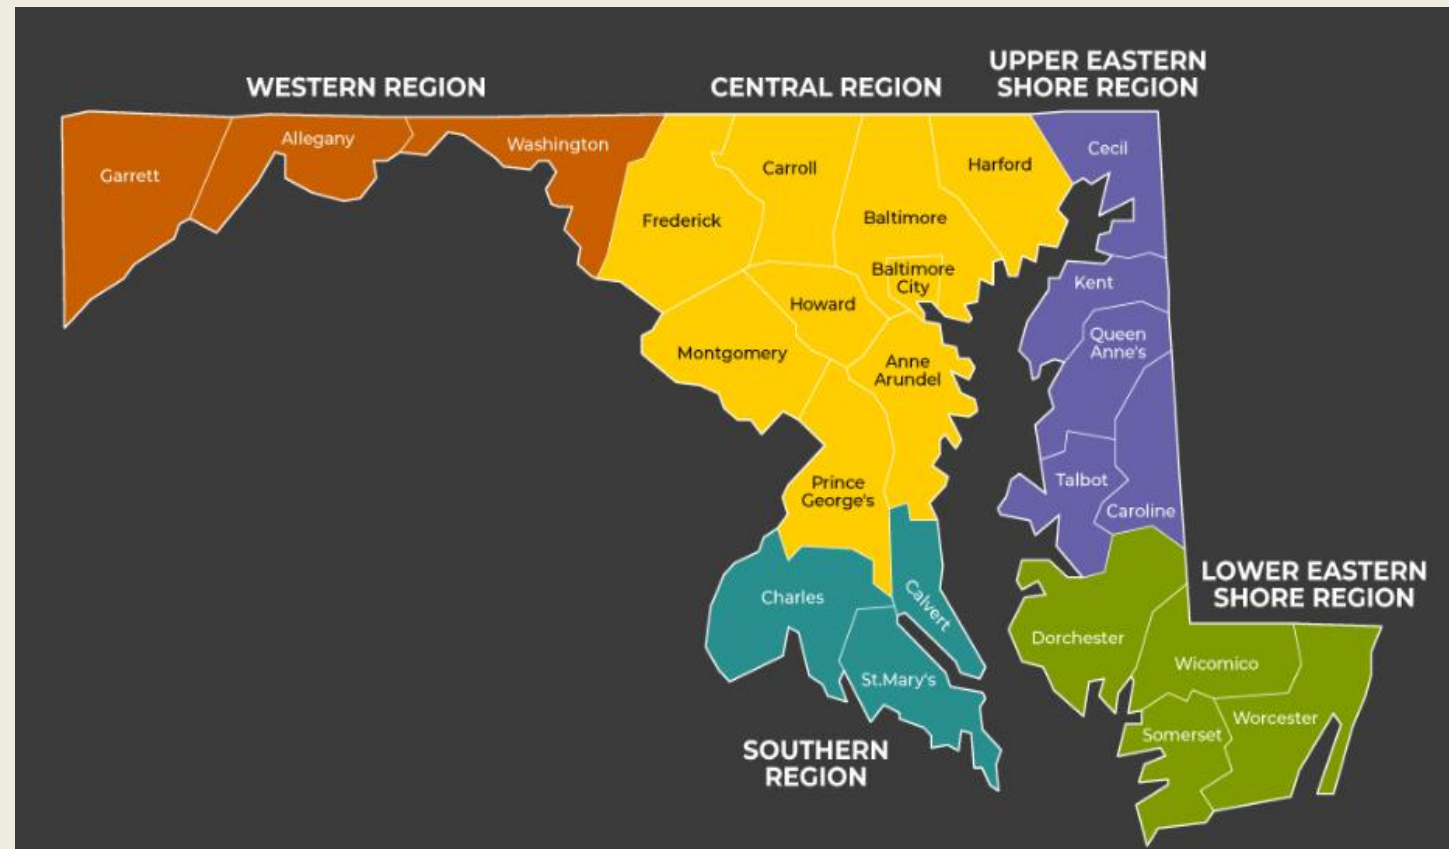 WESTERN REGION
CENTRAL REGION
UPPER EASTERN
SHORE REGION
Garrett
Allegany
Washington
Frederick
Carroll
Baltimore
Harford
Baltimore
City
Howard
Montgomery
Anne
Arundel
Prince
George's
Cecil
Kent
Queen
Anne's
Talbot
Caroline
Charles
Calvert
St.Mary's
SOUTHERN
REGION
LOWER EASTERN
SHORE REGION
Dorchester
Wicomico
Somerset
Worcester